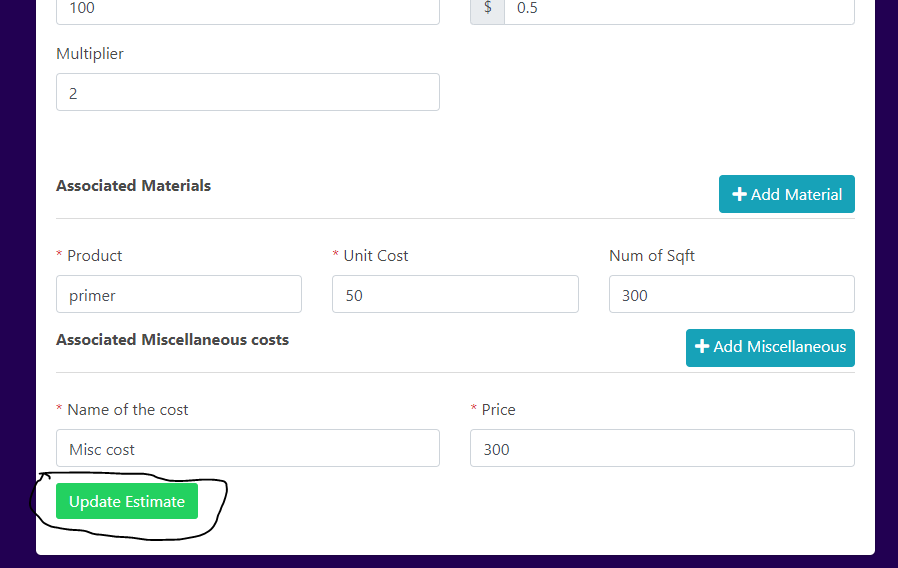 100 $ 0.5
Multiplier
2
Associated Materials + Add Material
* Product * Unit Cost Num of Sqft
primer 50 300
Associated Miscellaneous costs + Add Miscellaneous
* Name of the cost * Price
Misc cost 300
Update Estimate